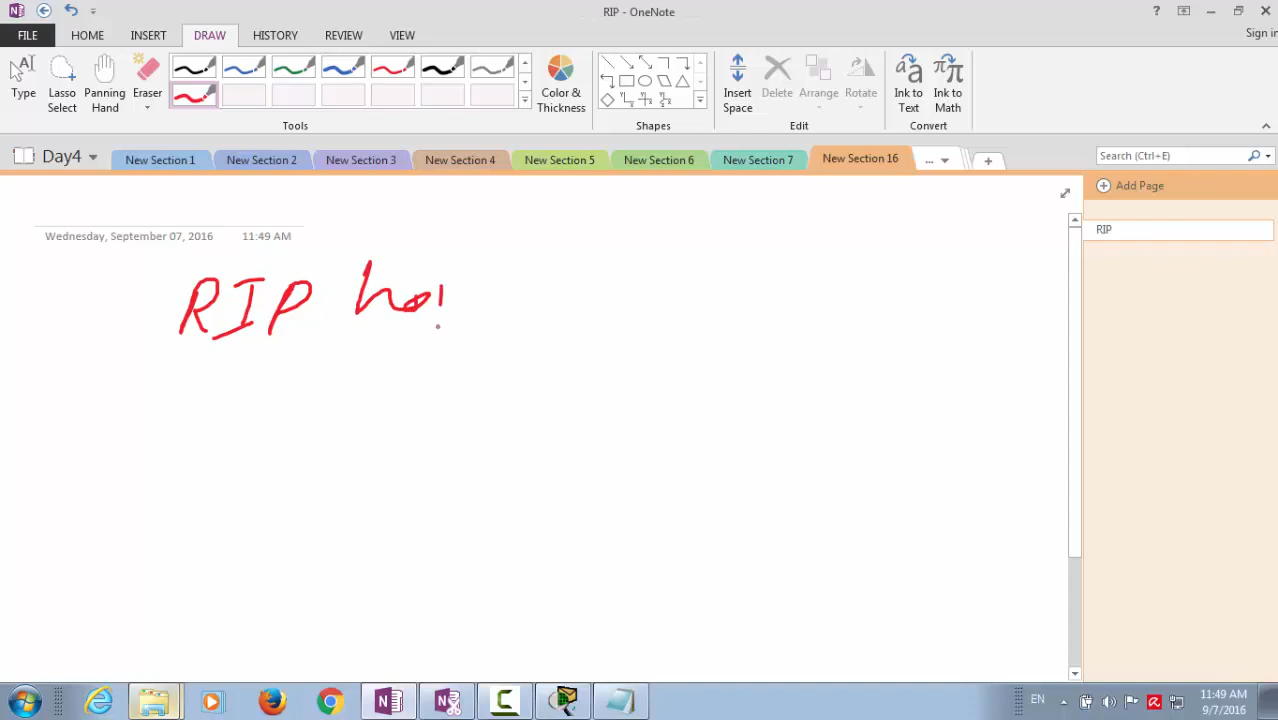 RIP - OneNote
Sign in
FILE HOME INSERT DRAW HISTORY REVIEW VIEW
Type
Lasso Select
Panning Hand
Eraser
Color & Thickness
Insert Space
Delete
Arrange
Rotate
Ink to Text
Ink to Math
Tools Shapes Edit Convert
Day4 New Section 1 New Section 2 New Section 3 New Section 4 New Section 5 New Section 6 New Section 7 New Section 16 ... Search (Ctrl+E)
Add Page
RIP
Wednesday, September 07, 2016 11:49 AM
RIP
EN
11:49 AM
9/7/2016